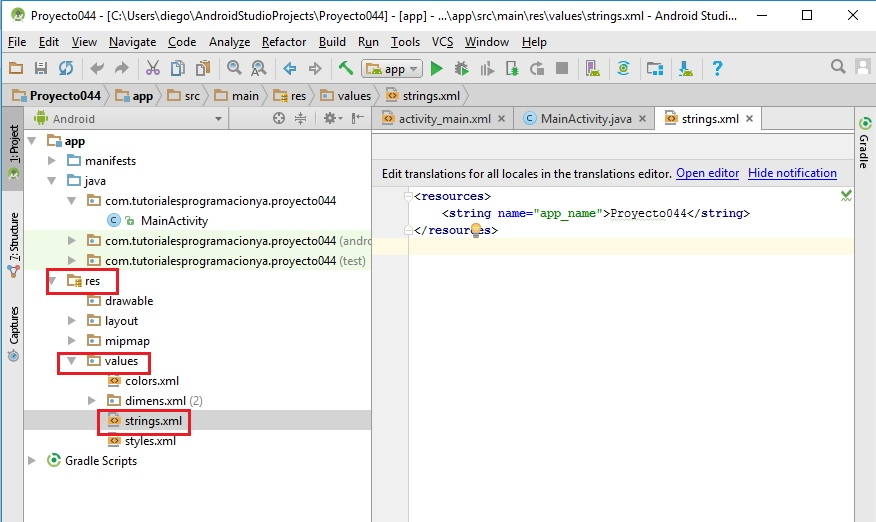 Proyecto044 - [C:\Users\diego\AndroidStudioProjects\Proyecto044] - [app] - ...\app\src\main\res\values\strings.xml - Android Studi...
File Edit View Navigate Code Analyze Refactor Build Run Tools VCS Window Help
app
Proyecto044 app src main res values strings.xml
Android
activity_main.xml MainActivity.java strings.xml
1: Project
7: Structure
Captures
app
manifests
java
com.tutorialesprogramacionya.proyecto044
MainActivity
com.tutorialesprogramacionya.proyecto044 (andro
com.tutorialesprogramacionya.proyecto044 (test)
res
drawable
layout
mipmap
values
colors.xml
dimens.xml (2)
strings.xml
styles.xml
Gradle Scripts
Edit translations for all locales in the translations editor. Open editor Hide notification
<resources>
    <string name="app_name">Proyecto044</string>
</resources>
Gradle